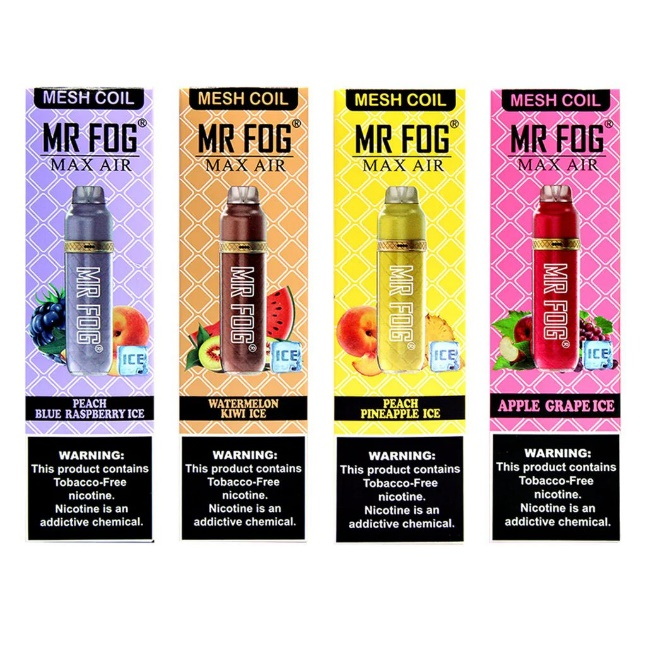 MESH COIL
MR FOG®
MAX AIR
MR FOG®
ICE
PEACH
BLUE RASPBERRY ICE
WARNING:
This product contains
Tobacco-Free
nicotine.
Nicotine is an
addictive chemical.
MESH COIL
MR FOG®
MAX AIR
MR FOG®
ICE
WATERMELON
KIWI ICE
WARNING:
This product contains
Tobacco-Free
nicotine.
Nicotine is an
addictive chemical.
MESH COIL
MR FOG®
MAX AIR
MR FOG®
ICE
PEACH
PINEAPPLE ICE
WARNING:
This product contains
Tobacco-Free
nicotine.
Nicotine is an
addictive chemical.
MESH COIL
MR FOG®
MAX AIR
MR FOG®
ICE
APPLE GRAPE ICE
WARNING:
This product contains
Tobacco-Free
nicotine.
Nicotine is an
addictive chemical.